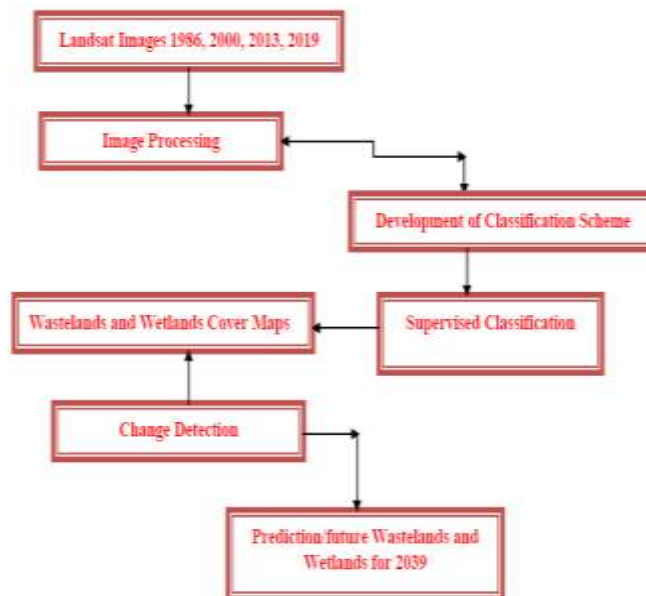 Landsat Images 1986, 2000, 2013, 2019
Image Processing
Development of Classification Scheme
Supervised Classification
Wastelands and Wetlands Cover Maps
Change Detection
Prediction/future Wastelands and
Wetlands for 2039